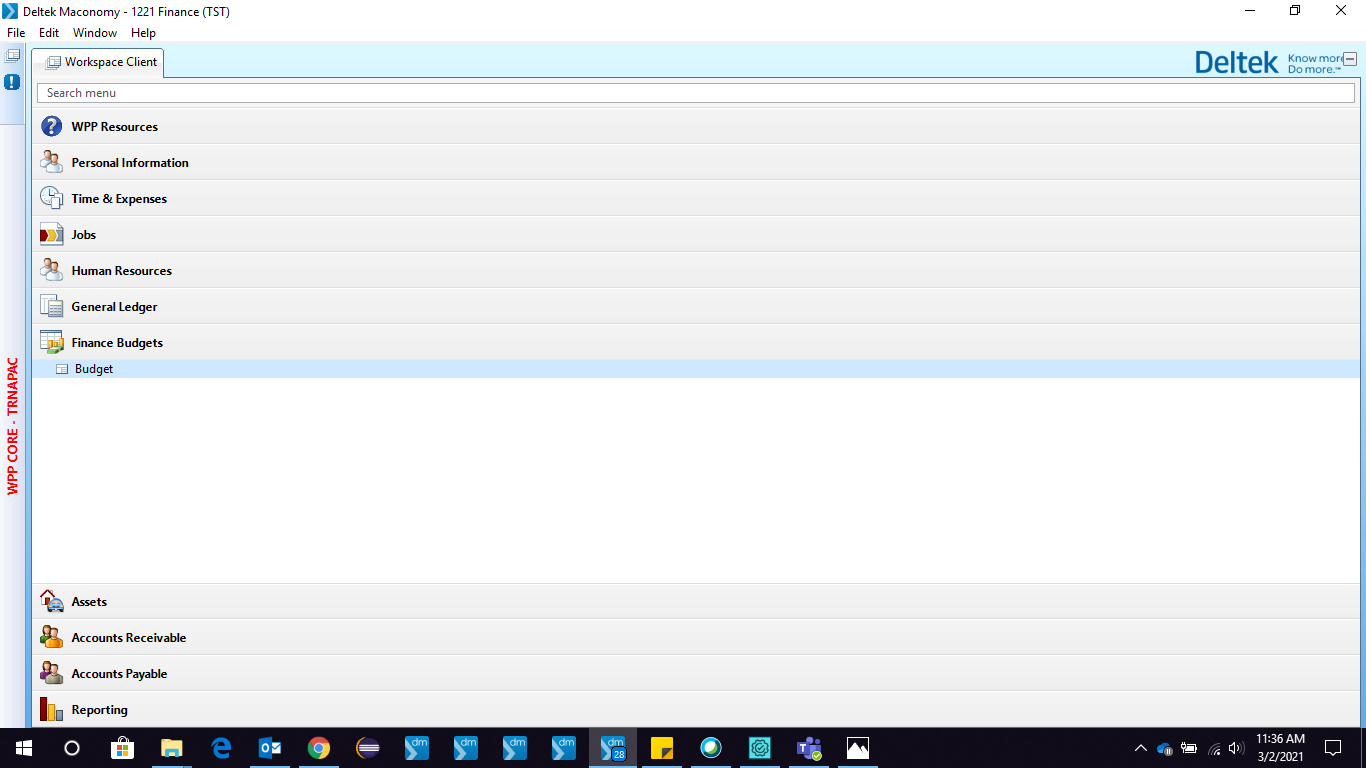 Deltek Maconomy - 1221 Finance (TST)
File Edit Window Help
Workspace Client
Deltek Know more
Do more.™
Search menu
WPP Resources
Personal Information
Time & Expenses
Jobs
Human Resources
General Ledger
Finance Budgets
Budget
WPP CORE - TRNAPAC
Assets
Accounts Receivable
Accounts Payable
Reporting
dm dm dm dm dm 28
11:36 AM
3/2/2021